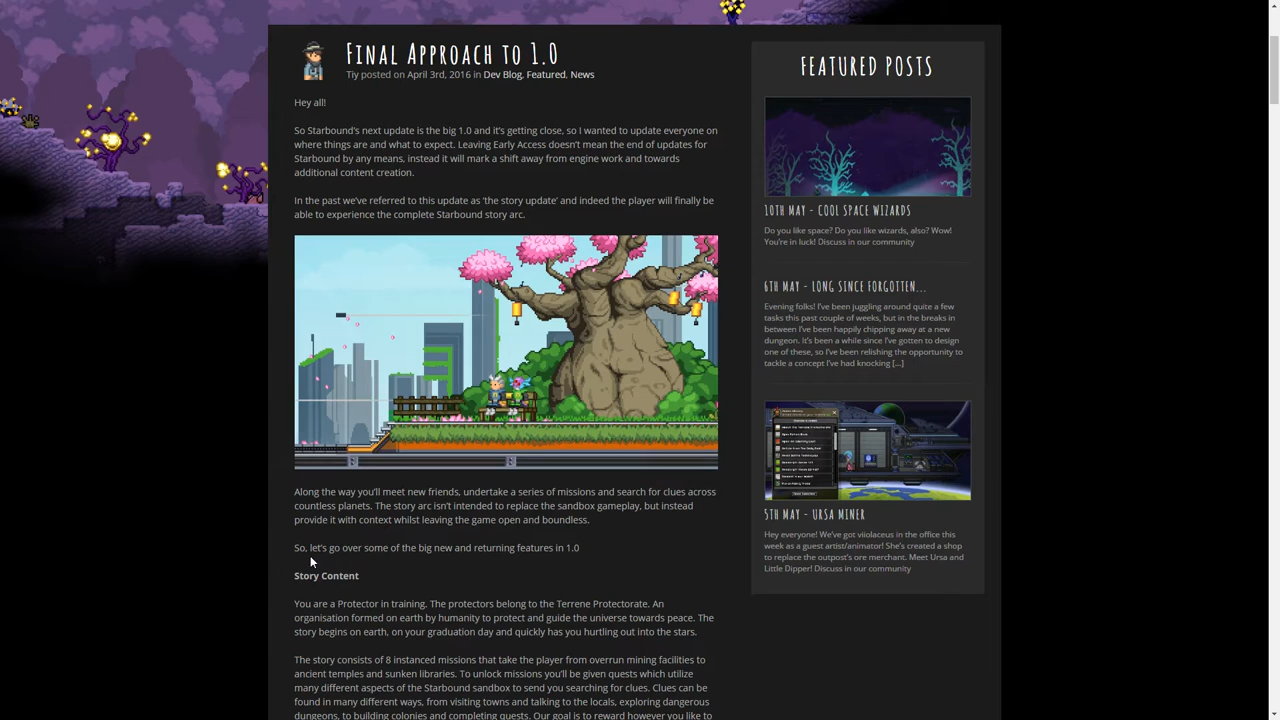 Final Approach to 1.0
Tiy posted on April 3rd, 2016 in Dev Blog, Featured, News
Hey all!
So Starbound's next update is the big 1.0 and it's getting close, so I wanted to update everyone on
where things are and what to expect. Leaving Early Access doesn't mean the end of updates for
Starbound by any means, instead it will mark a shift away from engine work and towards
additional content creation.
In the past we've referred to this update as 'the story update' and indeed the player will finally be
able to experience the complete Starbound story arc.
Along the way you'll meet new friends, undertake a series of missions and search for clues across
countless planets. The story arc isn't intended to replace the sandbox gameplay, but instead
provide it with context whilst leaving the game open and boundless.
So, let's go over some of the big new and returning features in 1.0
Story Content
You are a Protector in training. The protectors belong to the Terrene Protectorate. An
organisation formed on earth by humanity to protect and guide the universe towards peace. The
story begins on earth, on your graduation day and quickly has you hurtling out into the stars.
The story consists of 8 instanced missions that take the player from overrun mining facilities to
ancient temples and sunken libraries. To unlock missions you'll be given quests which utilize
many different aspects of the Starbound sandbox to send you searching for clues. Clues can be
found in many different ways, from visiting towns and talking to the locals, exploring dangerous
dungeons, to building colonies and completing quests. Our goal is to reward however you like to
Featured Posts
10th May – Cool Space Wizards
Do you like space? Do you like wizards, also? Wow!
You're in luck! Discuss in our community
6th May – Long Since Forgotten...
Evening folks! I've been juggling around quite a few
tasks this past couple of weeks, but in the breaks in
between I've been happily chipping away at a new
dungeon. It's been a while since I've gotten to design
one of these, so I've been relishing the opportunity to
tackle a concept I've had knocking [...]
5th May – Ursa Miner
Hey everyone! We've got viiolaceus in the office this
week as a guest artist/animator! She's created a shop
to replace the outpost's ore merchant. Meet Ursa and
Little Dipper! Discuss in our community